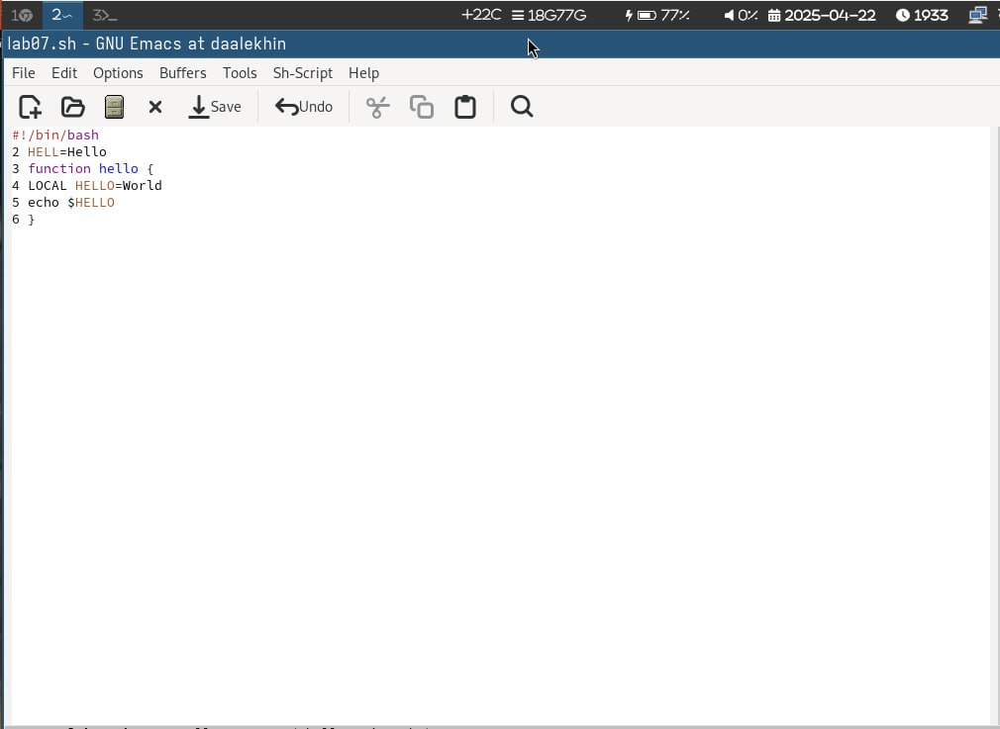 1 2 3>_ +22C 18G77G 77% 0% 2025-04-22 1933
lab07.sh - GNU Emacs at daalekhin
File Edit Options Buffers Tools Sh-Script Help
Save Undo
#!/bin/bash
2 HELL=Hello
3 function hello {
4 LOCAL HELLO=World
5 echo $HELLO
6 }